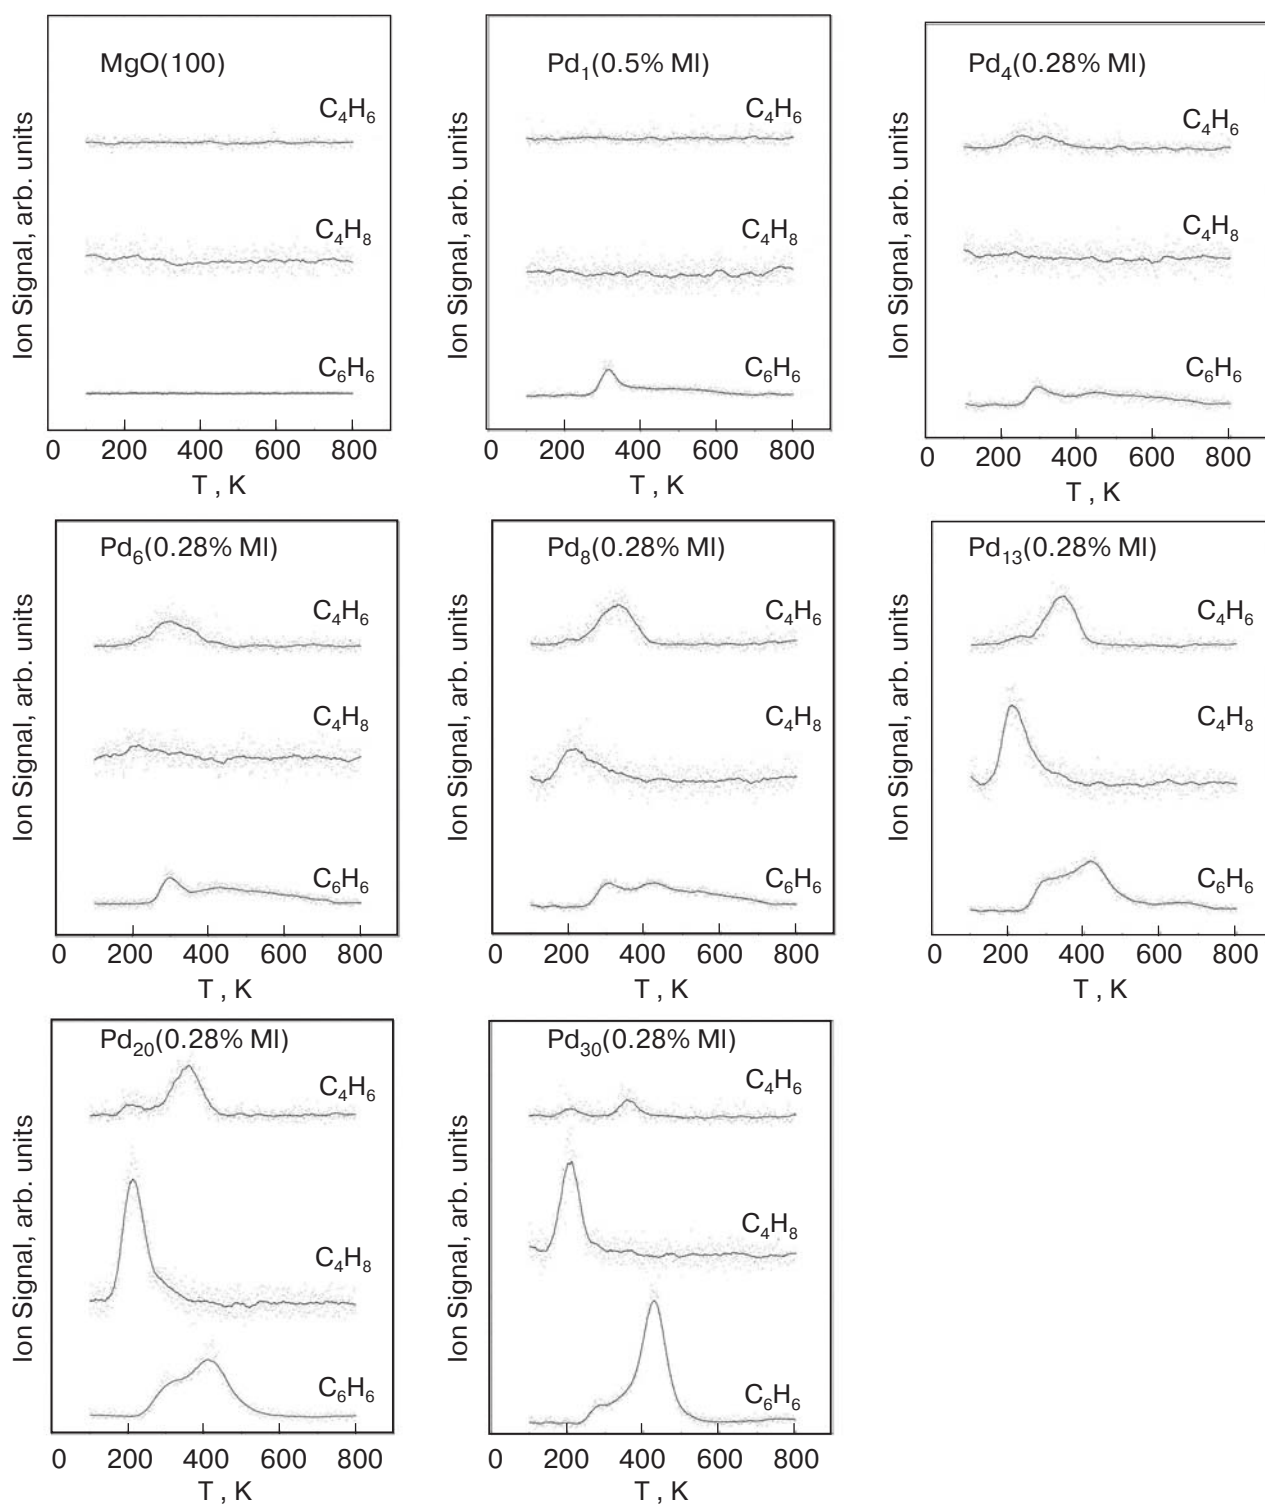 MgO(100)
C4H6
C4H8
C6H6
Ion Signal, arb. units
0 200 400 600 800
T , K
Pd1(0.5% Ml)
C4H6
C4H8
C6H6
Ion Signal, arb. units
0 200 400 600 800
T , K
Pd4(0.28% Ml)
C4H6
C4H8
C6H6
Ion Signal, arb. units
0 200 400 600 800
T , K
Pd6(0.28% Ml)
C4H6
C4H8
C6H6
Ion Signal, arb. units
0 200 400 600 800
T , K
Pd8(0.28% Ml)
C4H6
C4H8
C6H6
Ion Signal, arb. units
0 200 400 600 800
T , K
Pd13(0.28% Ml)
C4H6
C4H8
C6H6
Ion Signal, arb. units
0 200 400 600 800
T , K
Pd20(0.28% Ml)
C4H6
C4H8
C6H6
Ion Signal, arb. units
0 200 400 600 800
T , K
Pd30(0.28% Ml)
C4H6
C4H8
C6H6
Ion Signal, arb. units
0 200 400 600 800
T , K